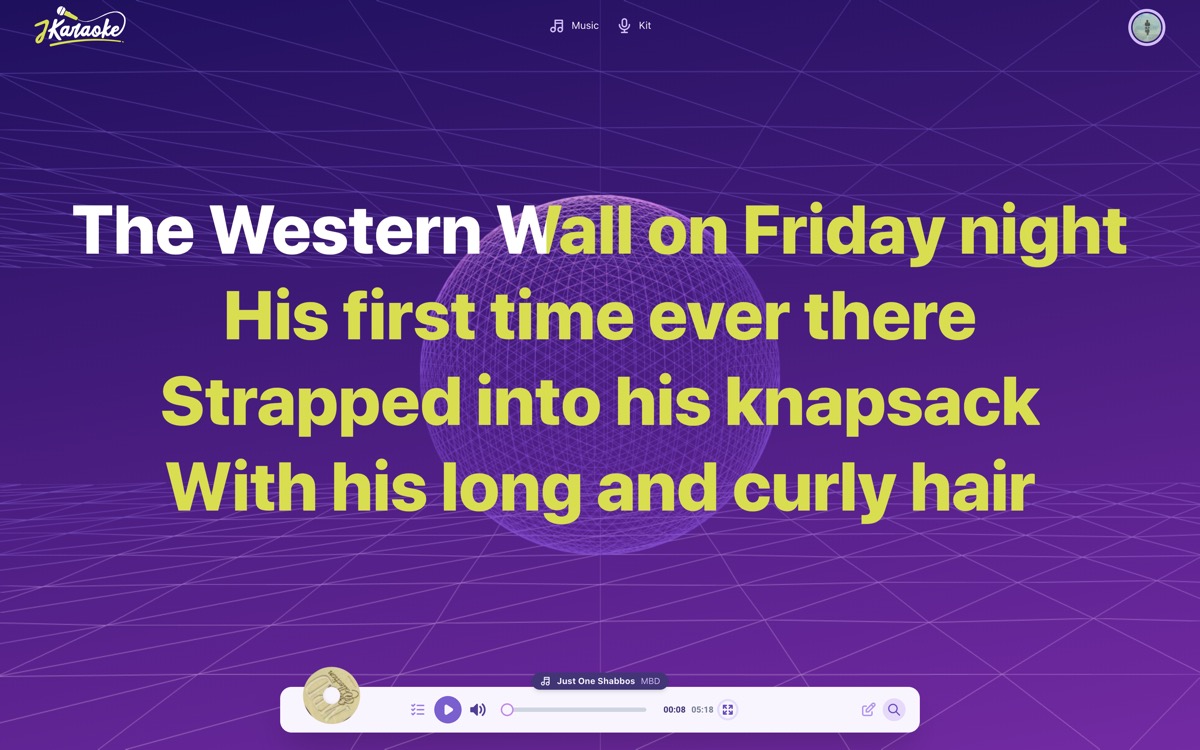 JKaraoke
Music
Kit
The Western Wall on Friday night
His first time ever there
Strapped into his knapsack
With his long and curly hair
Just One Shabbos MBD
00:08 05:18